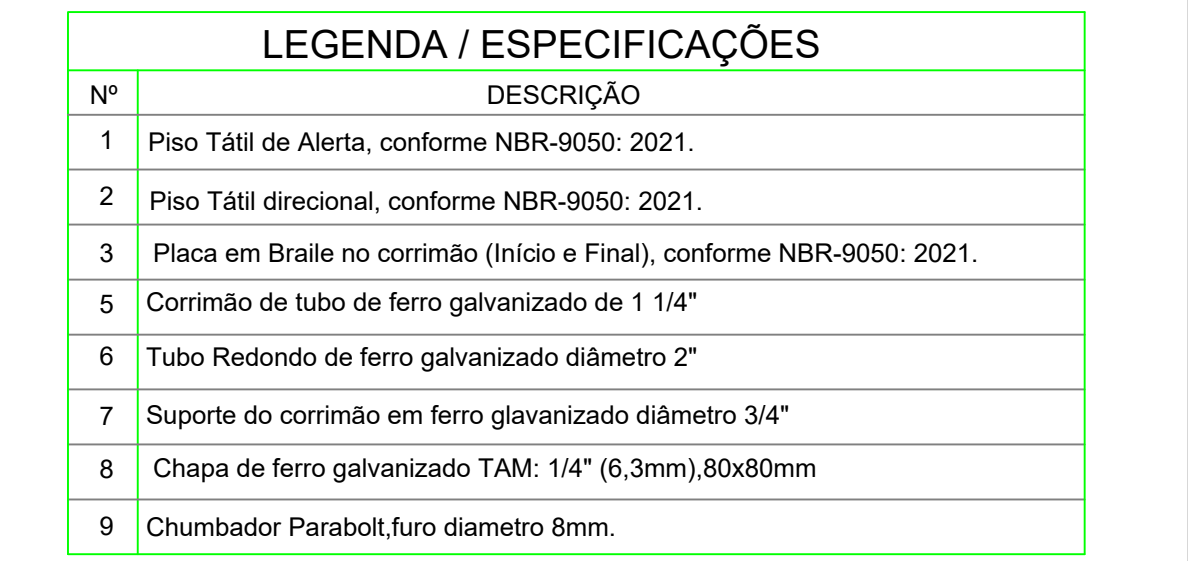 LEGENDA / ESPECIFICAÇÕES
Nº DESCRIÇÃO
1 Piso Tátil de Alerta, conforme NBR-9050: 2021.
2 Piso Tátil direcional, conforme NBR-9050: 2021.
3 Placa em Braile no corrimão (Início e Final), conforme NBR-9050: 2021.
5 Corrimão de tubo de ferro galvanizado de 1 1/4"
6 Tubo Redondo de ferro galvanizado diâmetro 2"
7 Suporte do corrimão em ferro glavanizado diâmetro 3/4"
8 Chapa de ferro galvanizado TAM: 1/4" (6,3mm),80x80mm
9 Chumbador Parabolt,furo diametro 8mm.